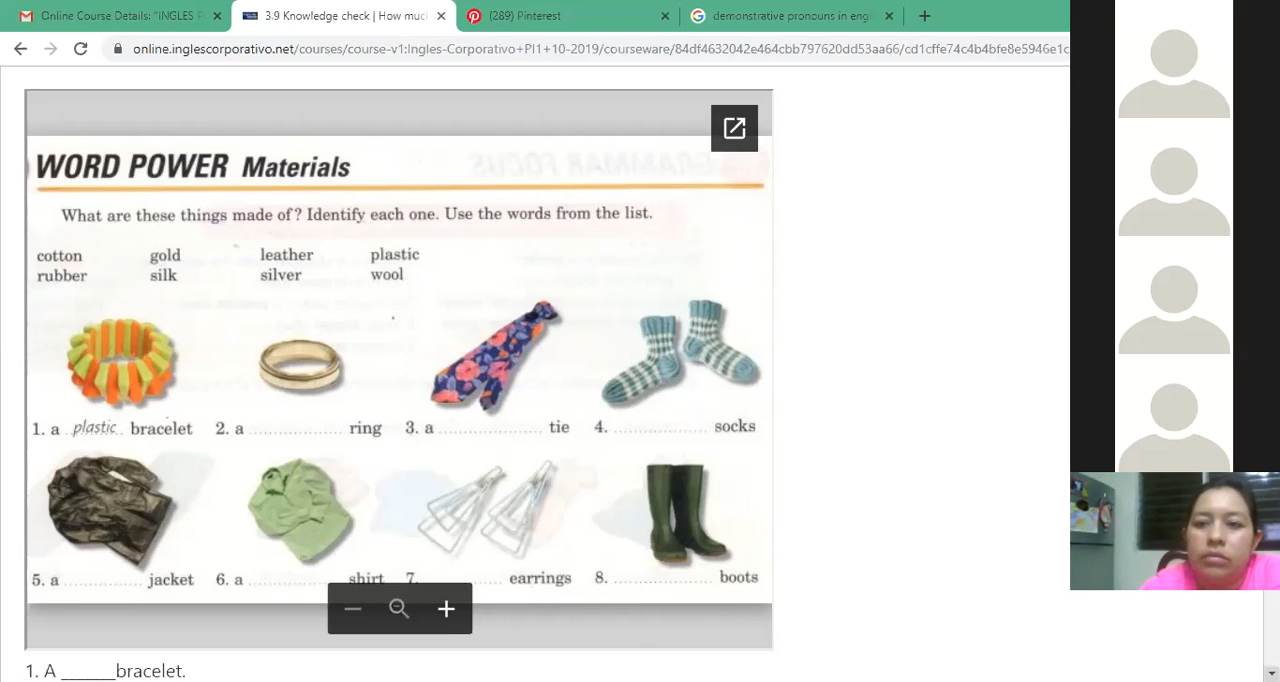 Online Course Details: "INGLES P
3.9 Knowledge check | How muc
(289) Pinterest
demonstrative pronouns in engl
online.inglescorporativo.net/courses/course-v1:Ingles-Corporativo+PI1+10-2019/courseware/84df4632042e464cbb797620dd53aa66/cd1cffe74c4b4bfe8e5946e1c
GRAMMAR FOCUS
WORD POWER Materials
What are these things made of? Identify each one. Use the words from the list.
cotton gold leather plastic
rubber silk silver wool
1. a plastic bracelet 2. a ring 3. a tie 4. socks
5. a jacket 6. a shirt 7. earrings 8. boots
1. A ______bracelet.